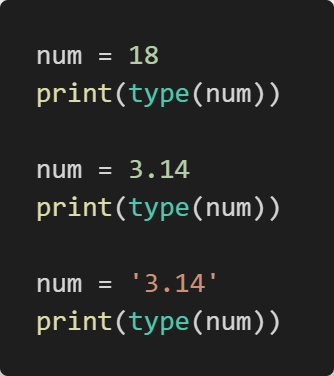 num = 18
print(type(num))
num = 3.14
print(type(num))
num = '3.14'
print(type(num))